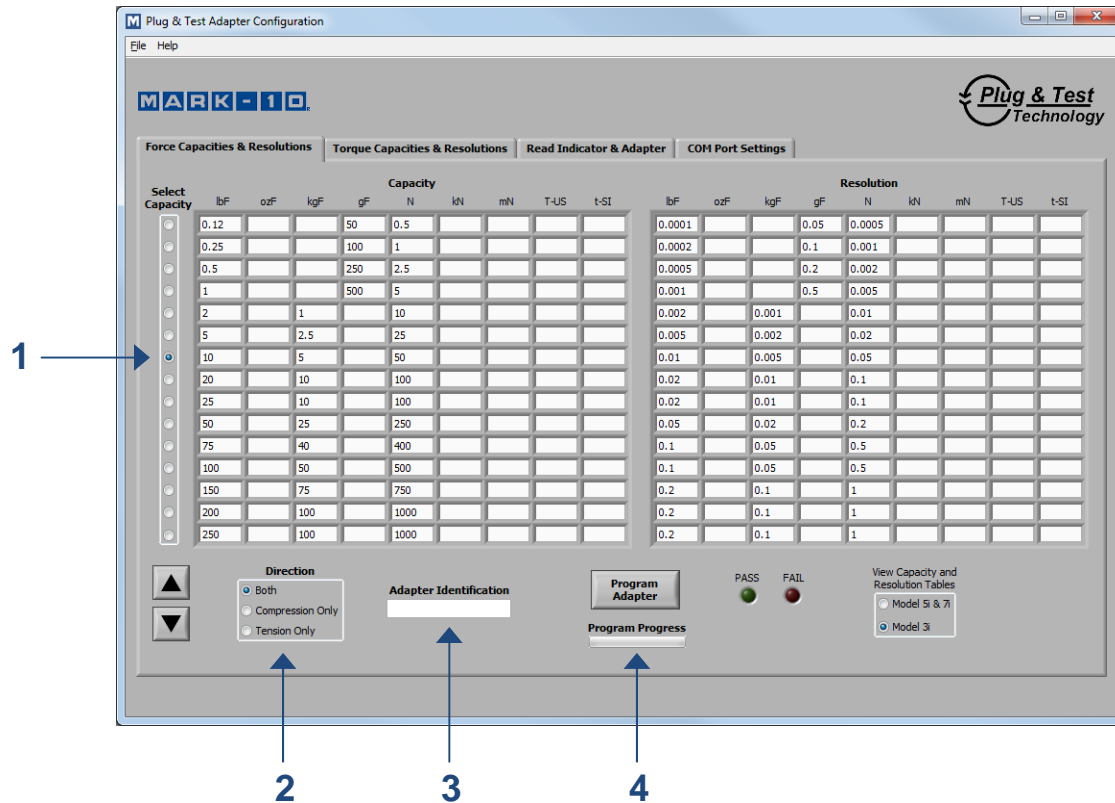 M Plug & Test Adapter Configuration
File Help
MARK-10
Plug & Test
Technology
Force Capacities & Resolutions Torque Capacities & Resolutions Read Indicator & Adapter COM Port Settings
Capacity Resolution
Select
Capacity lbF ozF kgF gF N kN mN T-US t-SI lbF ozF kgF gF N kN mN T-US t-SI
0.12 50 0.5 0.0001 0.05 0.0005
0.25 100 1 0.0002 0.1 0.001
0.5 250 2.5 0.0005 0.2 0.002
1 500 5 0.001 0.5 0.005
2 1 10 0.002 0.001 0.01
5 2.5 25 0.005 0.002 0.02
1 10 5 50 0.01 0.005 0.05
20 10 100 0.02 0.01 0.1
25 10 100 0.02 0.01 0.1
50 25 250 0.05 0.02 0.2
75 40 400 0.1 0.05 0.5
100 50 500 0.1 0.05 0.5
150 75 750 0.2 0.1 1
200 100 1000 0.2 0.1 1
250 100 1000 0.2 0.1 1
Direction
Both
Compression Only
Tension Only
Adapter Identification
Program
Adapter
Program Progress
PASS FAIL
View Capacity and
Resolution Tables
Model 5i & 7i
Model 3i
2 3 4